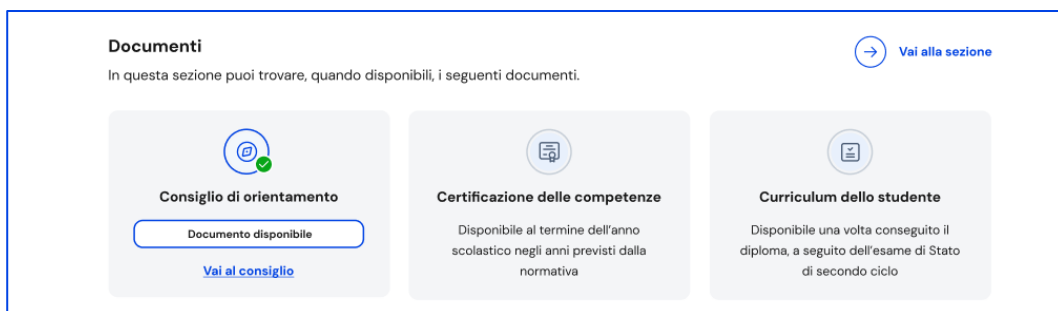 Documenti
Vai alla sezione
In questa sezione puoi trovare, quando disponibili, i seguenti documenti.
Consiglio di orientamento
Documento disponibile
Vai al consiglio
Certificazione delle competenze
Disponibile al termine dell'anno
scolastico negli anni previsti dalla
normativa
Curriculum dello studente
Disponibile una volta conseguito il
diploma, a seguito dell'esame di Stato
di secondo ciclo